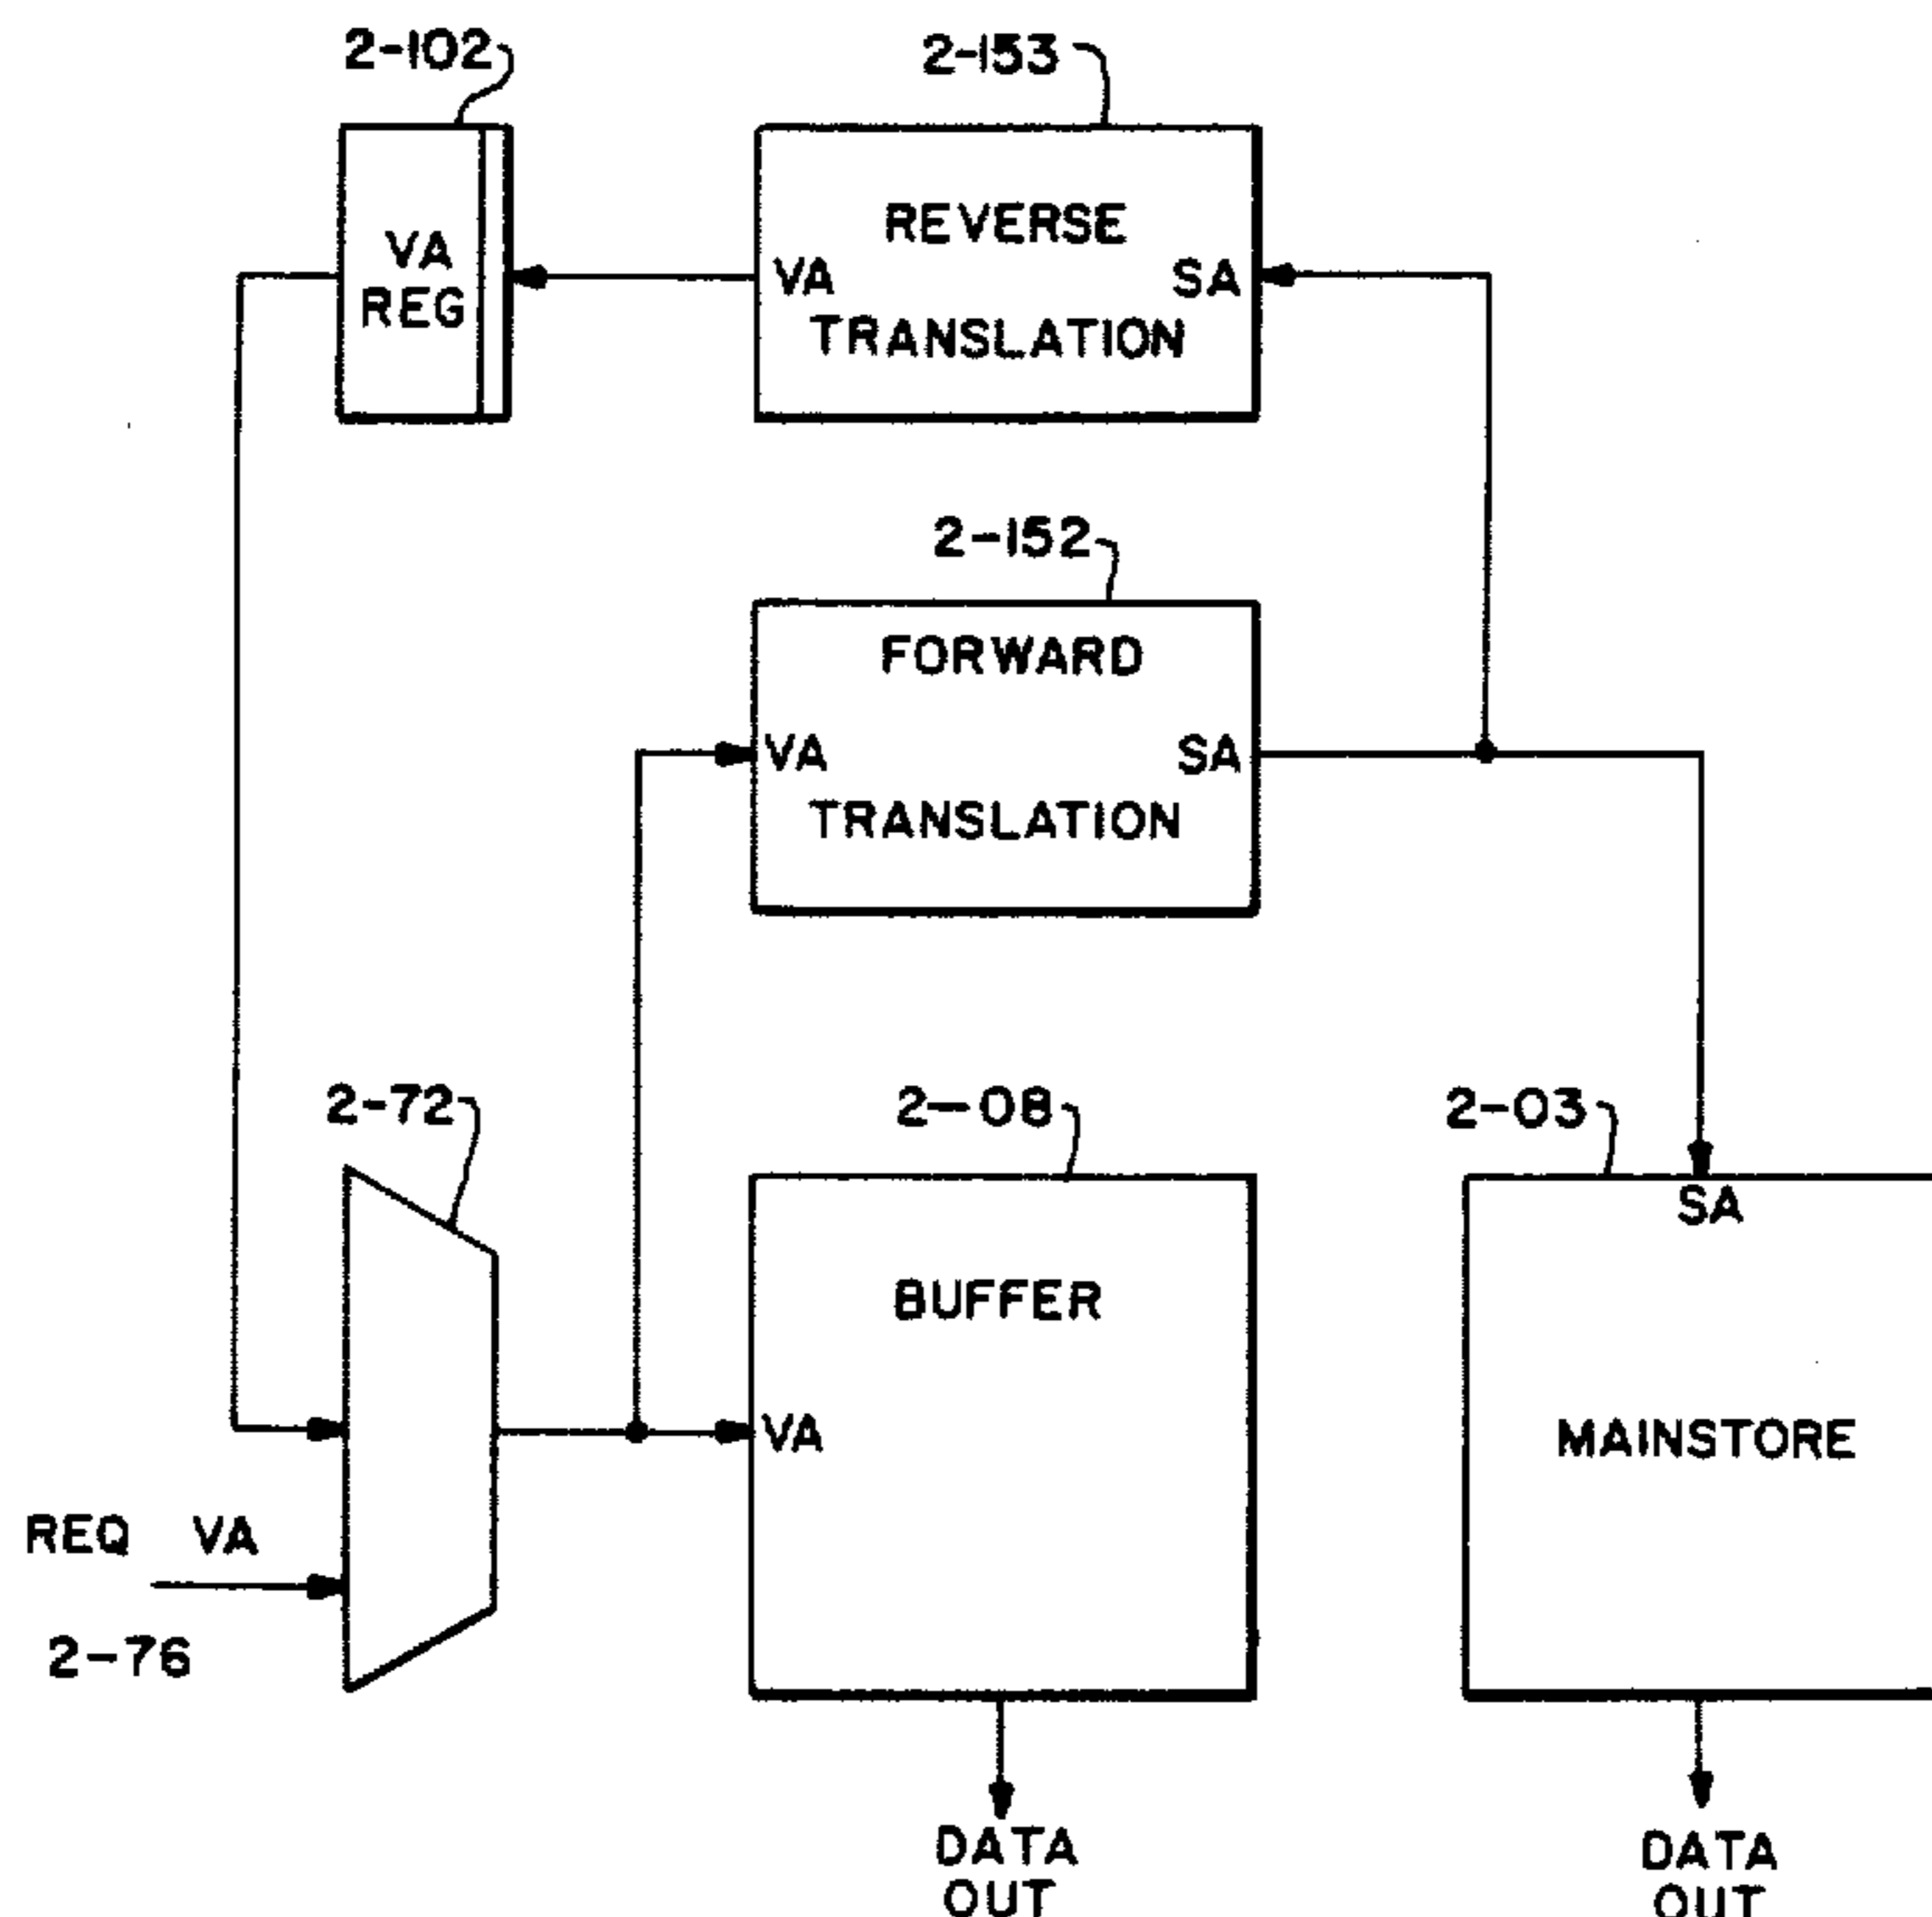 2-102
2-153
VA
REG
REVERSE
VA
SA
TRANSLATION
2-152
FORWARD
VA
SA
TRANSLATION
2-72
2-08
2-03
SA
BUFFER
VA
MAINSTORE
REQ VA
2-76
DATA
OUT
DATA
OUT